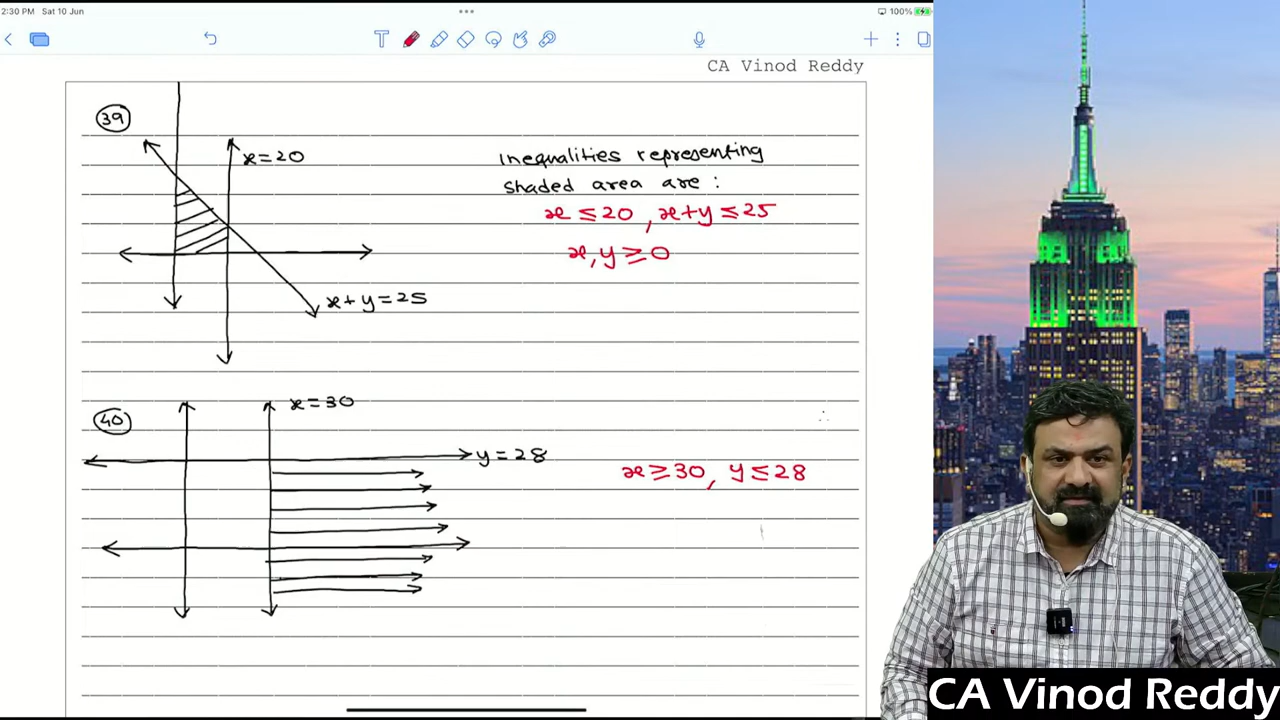 2:30 PM Sat 10 Jun
100%
CA Vinod Reddy
39
x=20
Inequalities representing
shaded area are :
x ≤ 20, x+y ≤ 25
x, y ≥ 0
x + y = 25
40
x=30
y = 28
x ≥ 30, y ≤ 28
CA Vinod Reddy